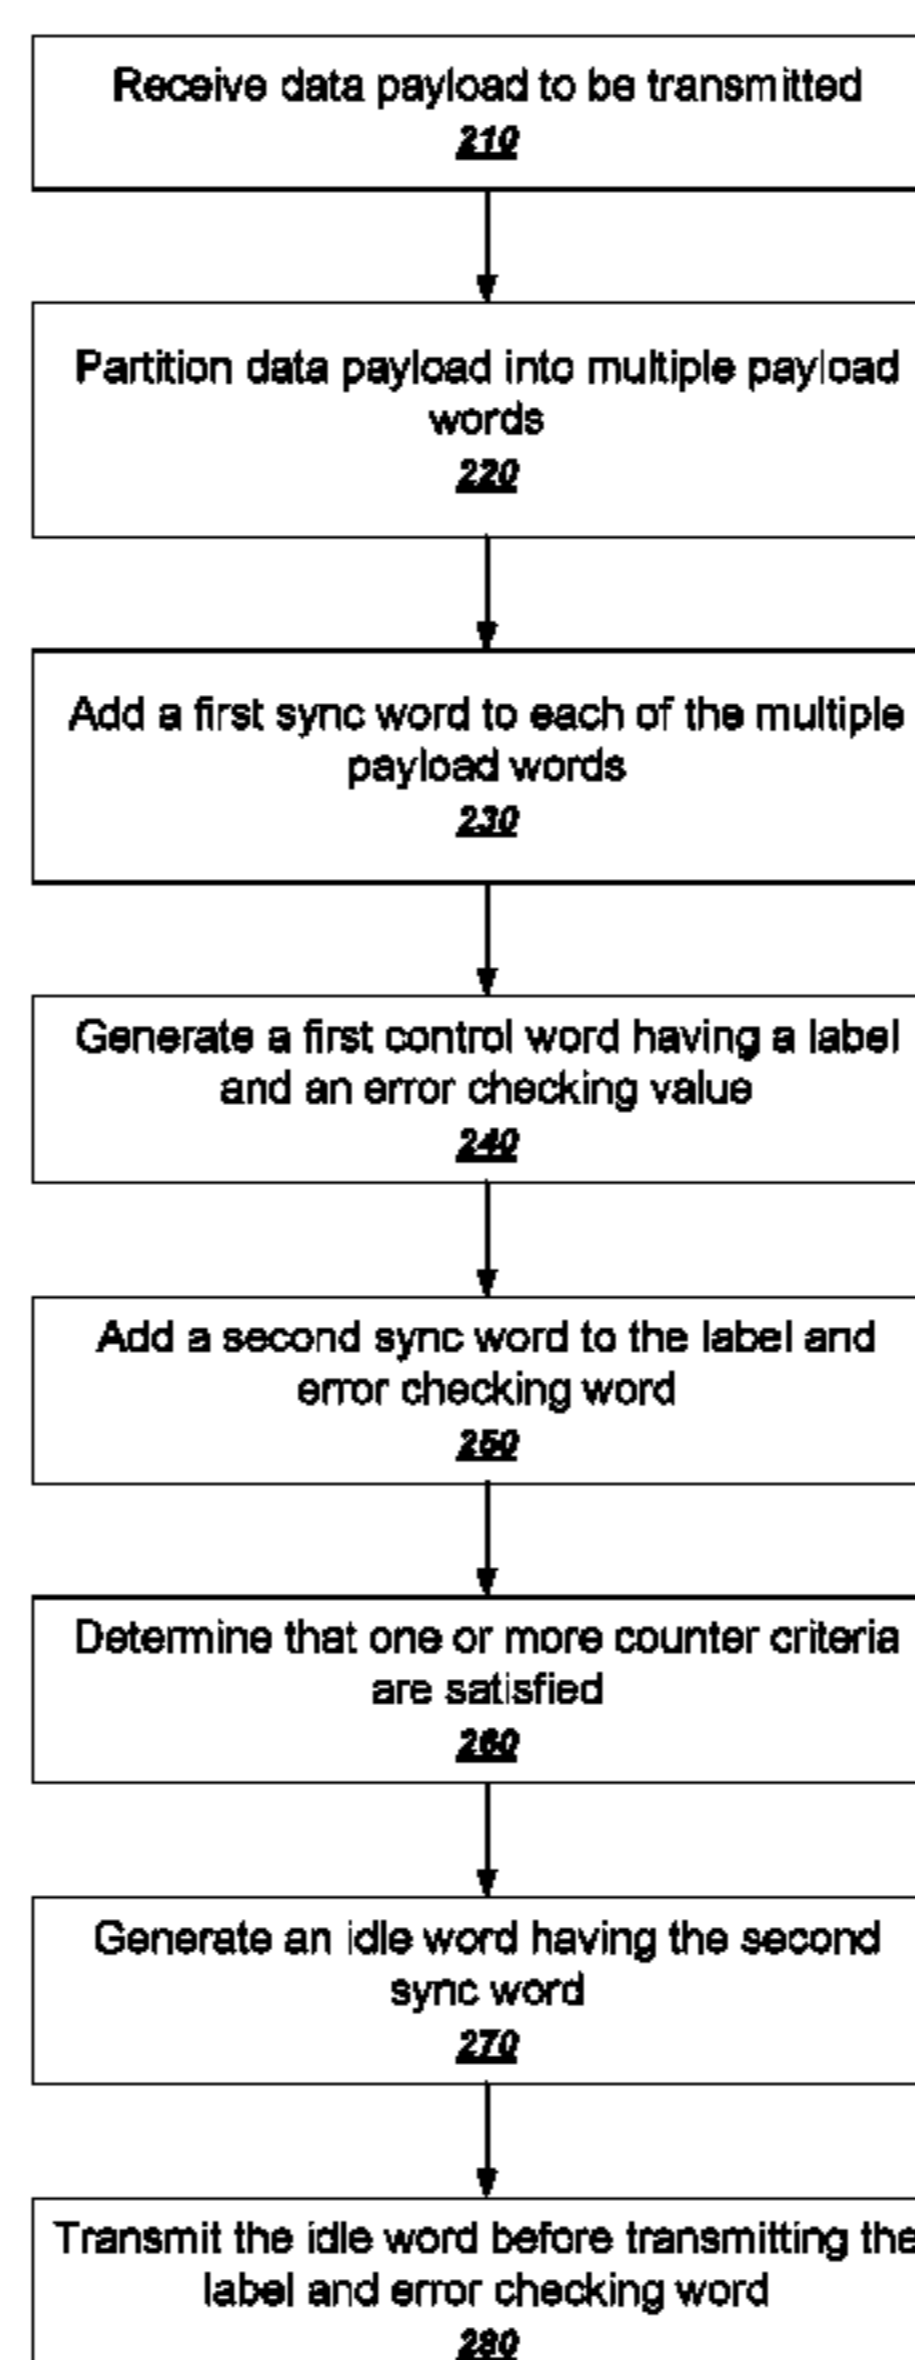 Receive data payload to be transmitted
210
Partition data payload into multiple payload
words
220
Add a first sync word to each of the multiple
payload words
230
Generate a first control word having a label
and an error checking value
240
Add a second sync word to the label and
error checking word
250
Determine that one or more counter criteria
are satisfied
260
Generate an idle word having the second
sync word
270
Transmit the idle word before transmitting the
label and error checking word
280